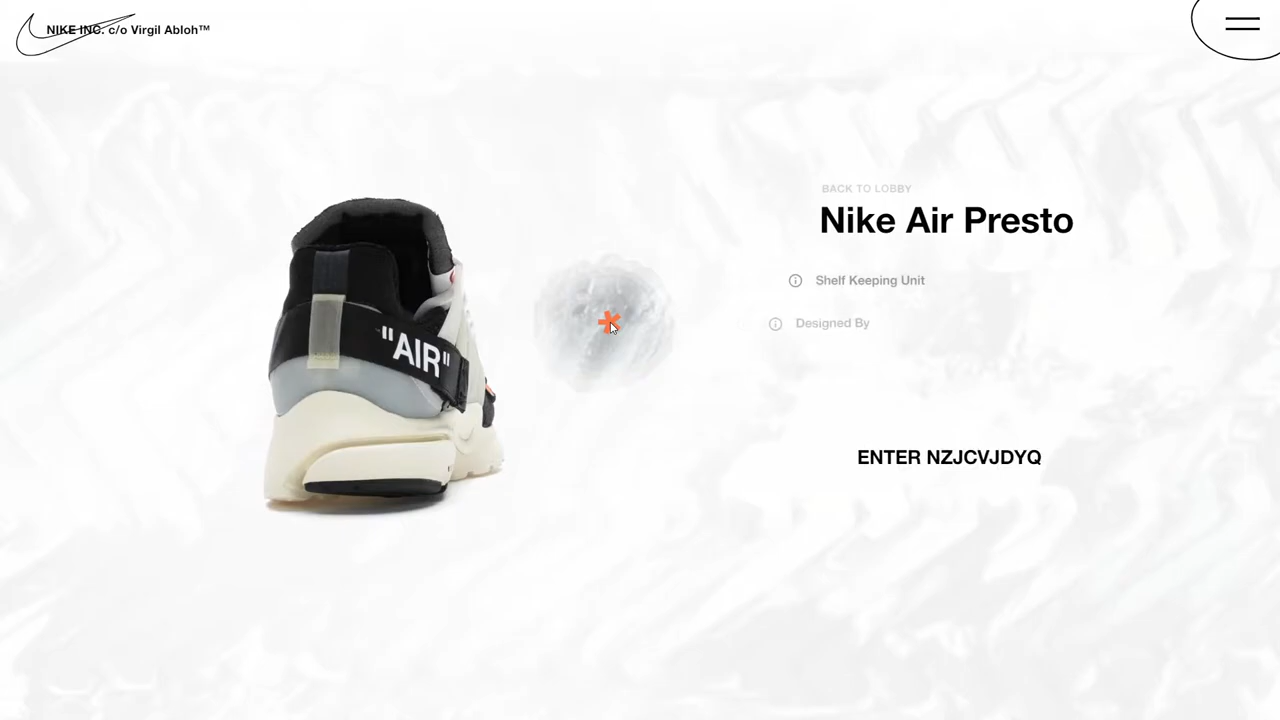 NIKE INC. c/o Virgil Abloh™
BACK TO LOBBY
Nike Air Presto
Shelf Keeping Unit
Designed By
"AIR"
ENTER NZJCVJDYQ